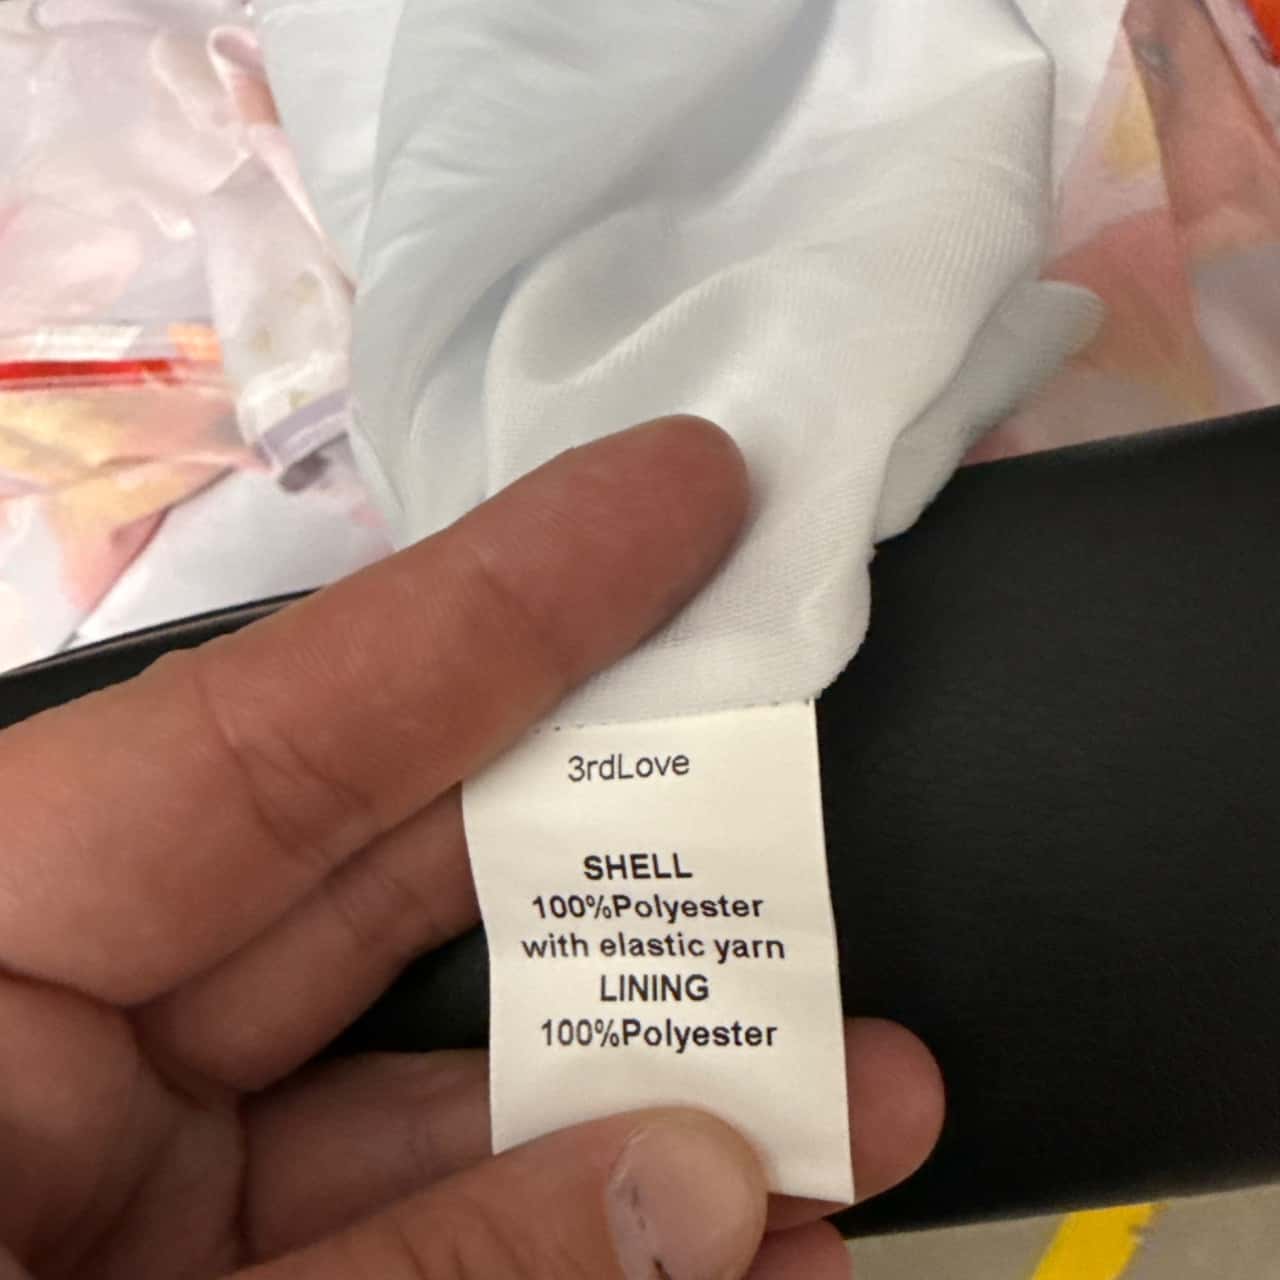 3rdLove
SHELL
100%Polyester
with elastic yarn
LINING
100%Polyester